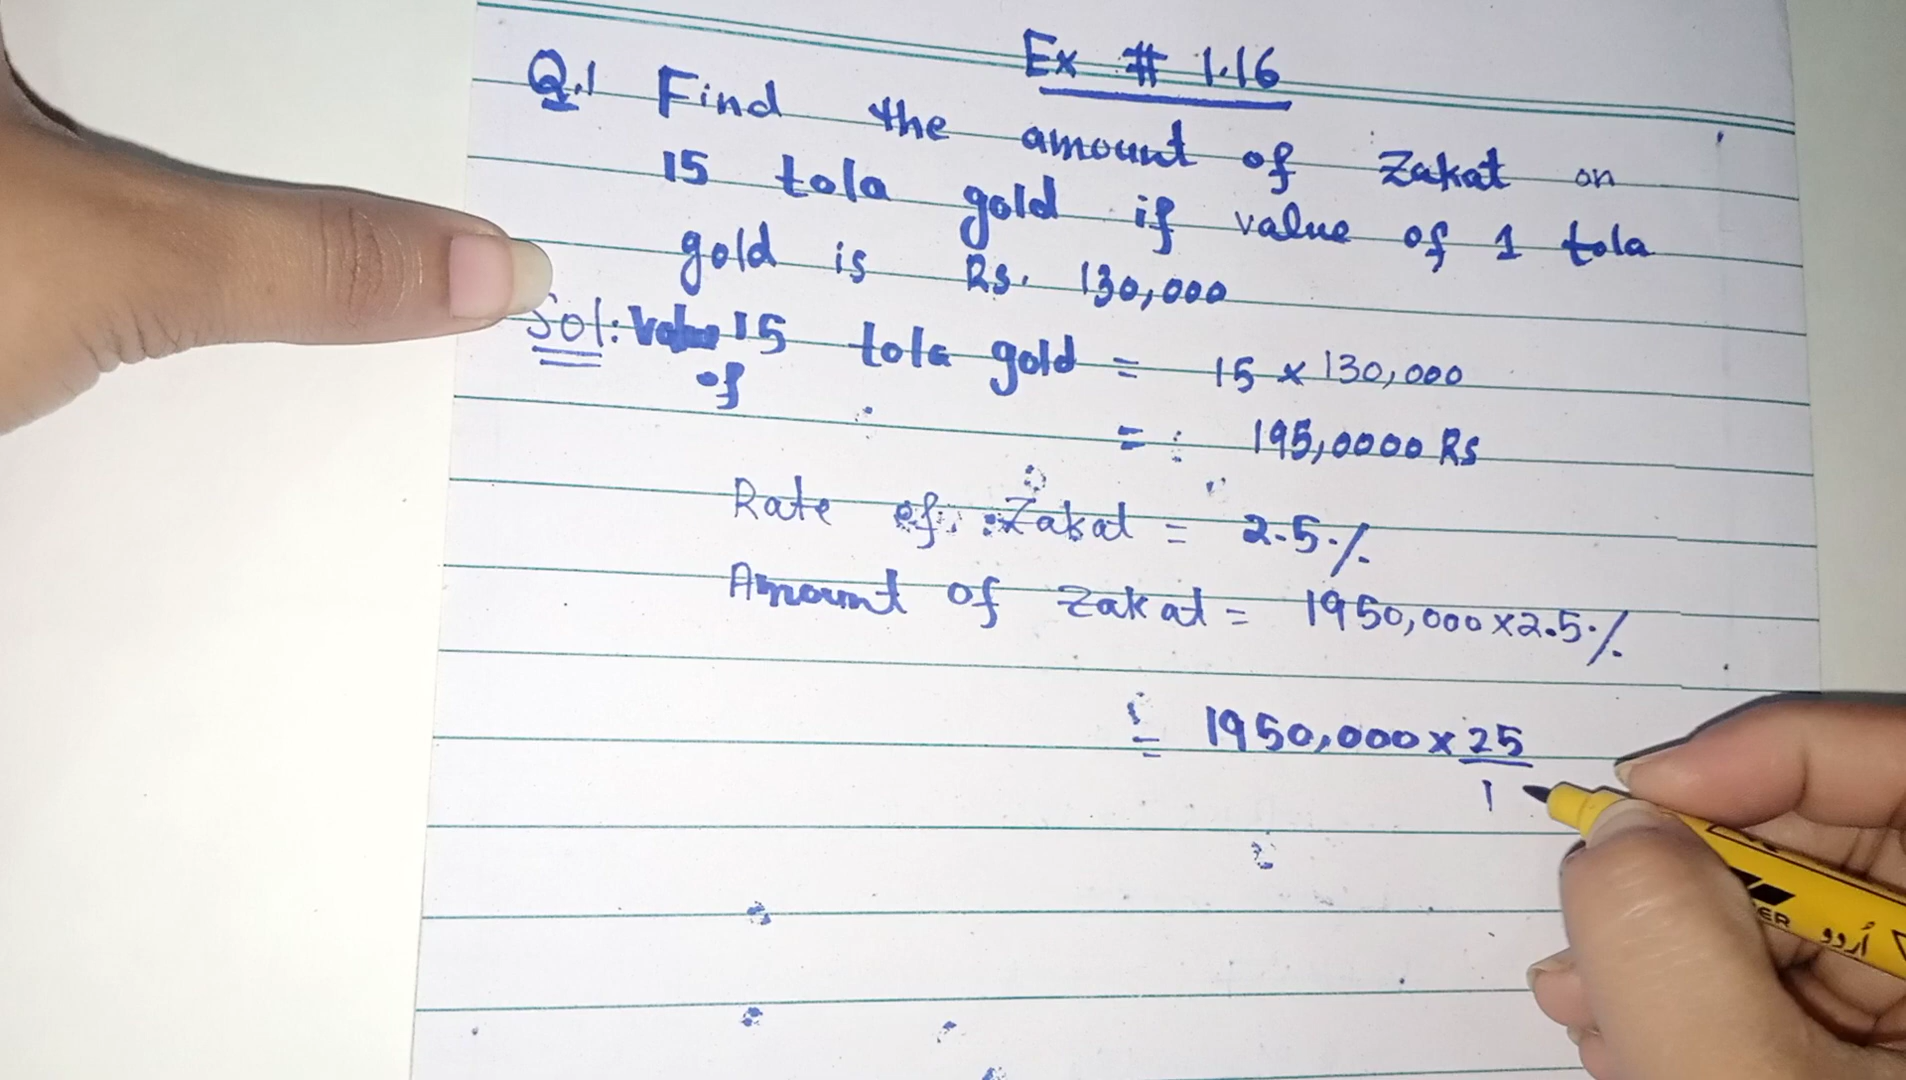 Ex # 1.16
Q.1 Find the amount of Zakat on
15 tola gold if value of 1 tola
gold is Rs. 130,000
Sol: Value 15 tola gold = 15 × 130,000
of
= 195,0000 Rs
Rate of Zakat = 2.5%
Amount of Zakat = 1950,000 × 2.5%
= 1950,000 × 25
1
اُردو